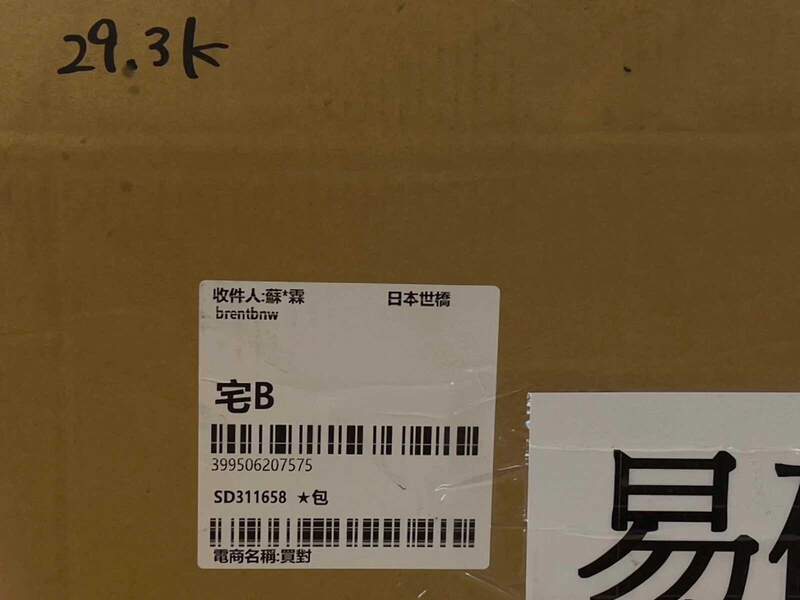 29.3k
收件人:蘇*霖 日本世橋
brentbnw
宅B
399506207575
SD311658 ★包
電商名稱:買對
易